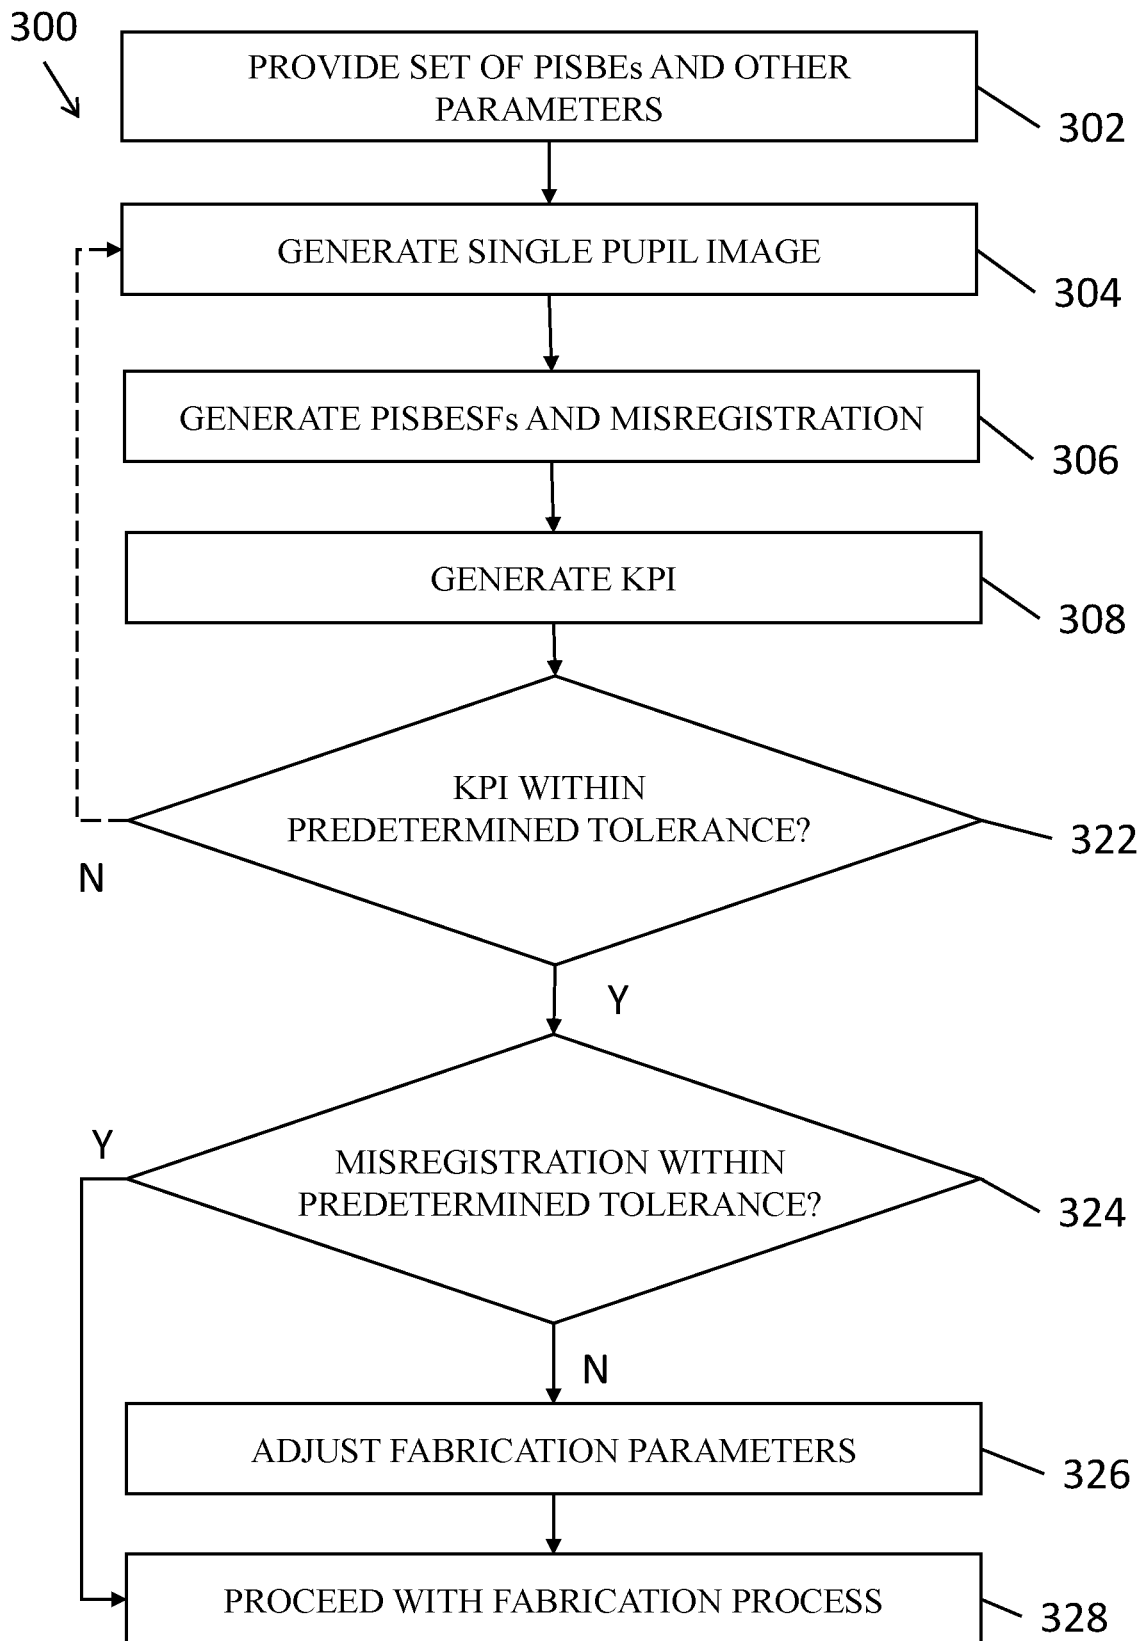 300
PROVIDE SET OF PISBEs AND OTHER
PARAMETERS
302
GENERATE SINGLE PUPIL IMAGE
304
GENERATE PISBESFs AND MISREGISTRATION
306
GENERATE KPI
308
KPI WITHIN
PREDETERMINED TOLERANCE?
322
N
Y
Y
MISREGISTRATION WITHIN
PREDETERMINED TOLERANCE?
324
N
ADJUST FABRICATION PARAMETERS
326
PROCEED WITH FABRICATION PROCESS
328